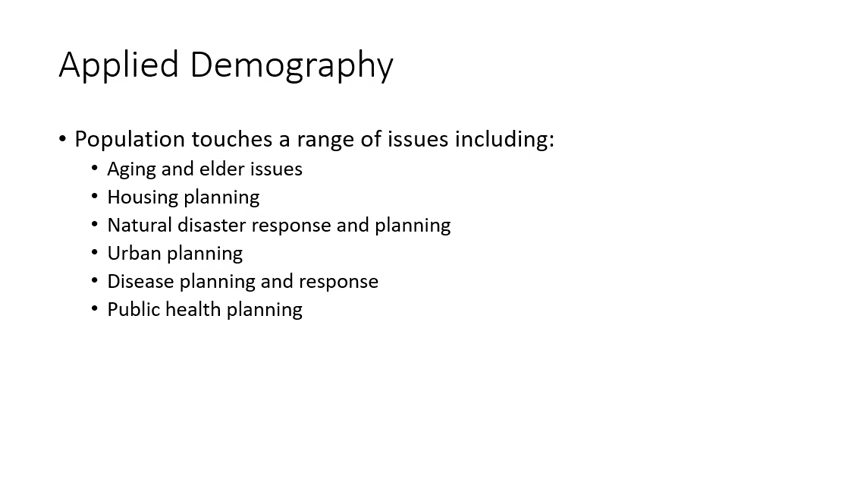 Applied Demography
• Population touches a range of issues including:
• Aging and elder issues
• Housing planning
• Natural disaster response and planning
• Urban planning
• Disease planning and response
• Public health planning